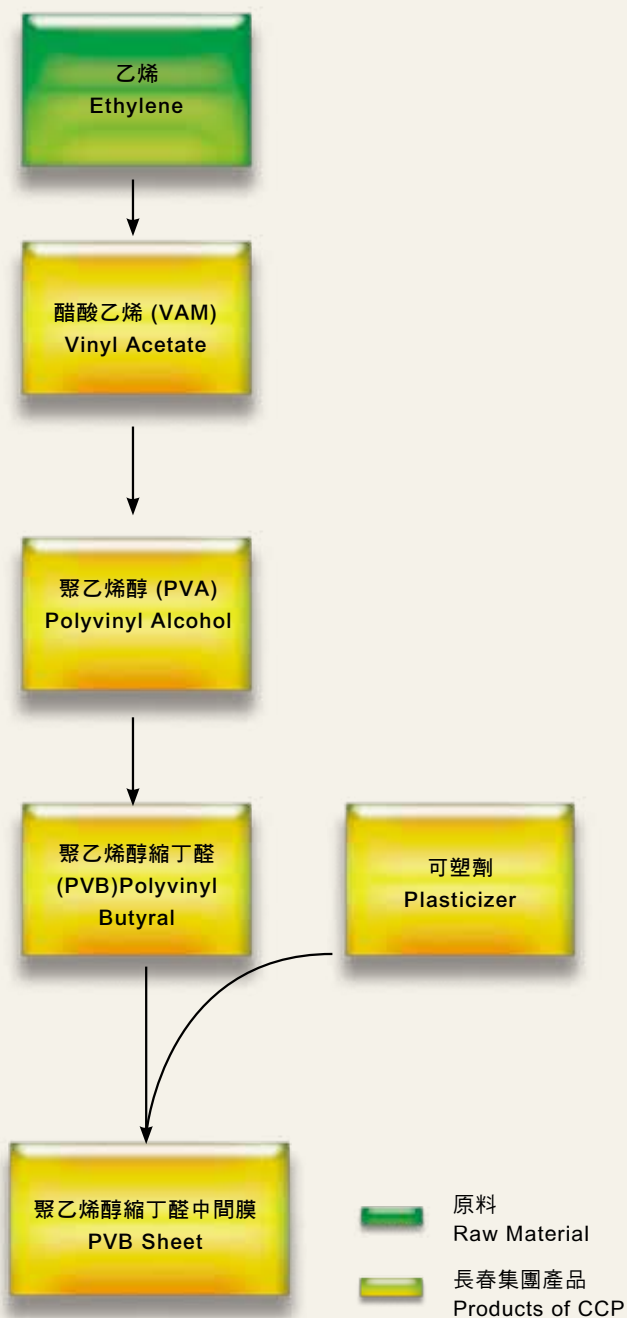 乙烯
Ethylene
醋酸乙烯 (VAM)
Vinyl Acetate
聚乙烯醇 (PVA)
Polyvinyl Alcohol
聚乙烯醇縮丁醛
(PVB)Polyvinyl
Butyral
可塑劑
Plasticizer
聚乙烯醇縮丁醛中間膜
PVB Sheet
原料
Raw Material
長春集團產品
Products of CCP